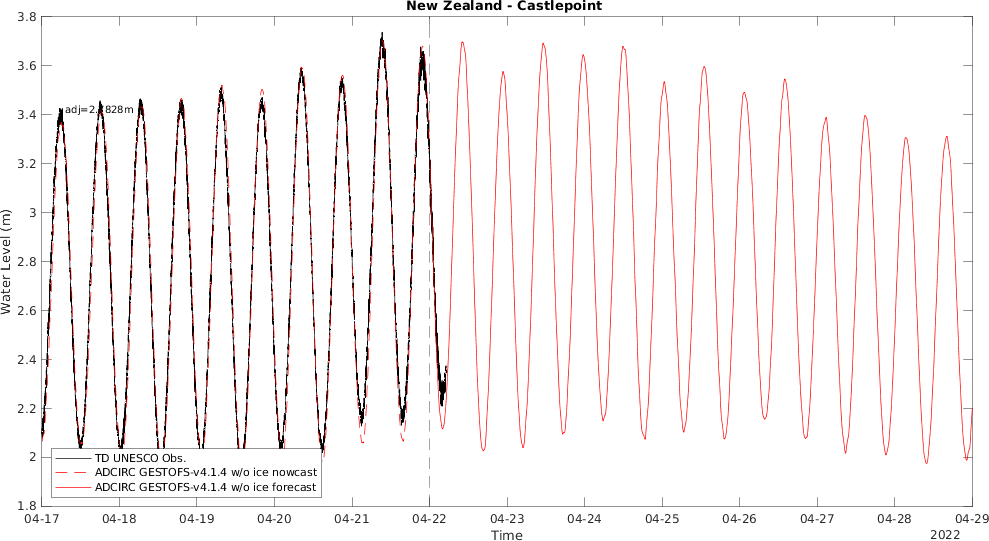 New Zealand - Castlepoint
3.8
3.6
3.4
3.2
3
2.8
2.6
2.4
2.2
2
1.8
Water Level (m)
TD UNESCO Obs.
ADCIRC GESTOFS-v4.1.4 w/o ice nowcast
ADCIRC GESTOFS-v4.1.4 w/o ice forecast
04-17 04-18 04-19 04-20 04-21 04-22 04-23 04-24 04-25 04-26 04-27 04-28 04-29
Time
2022